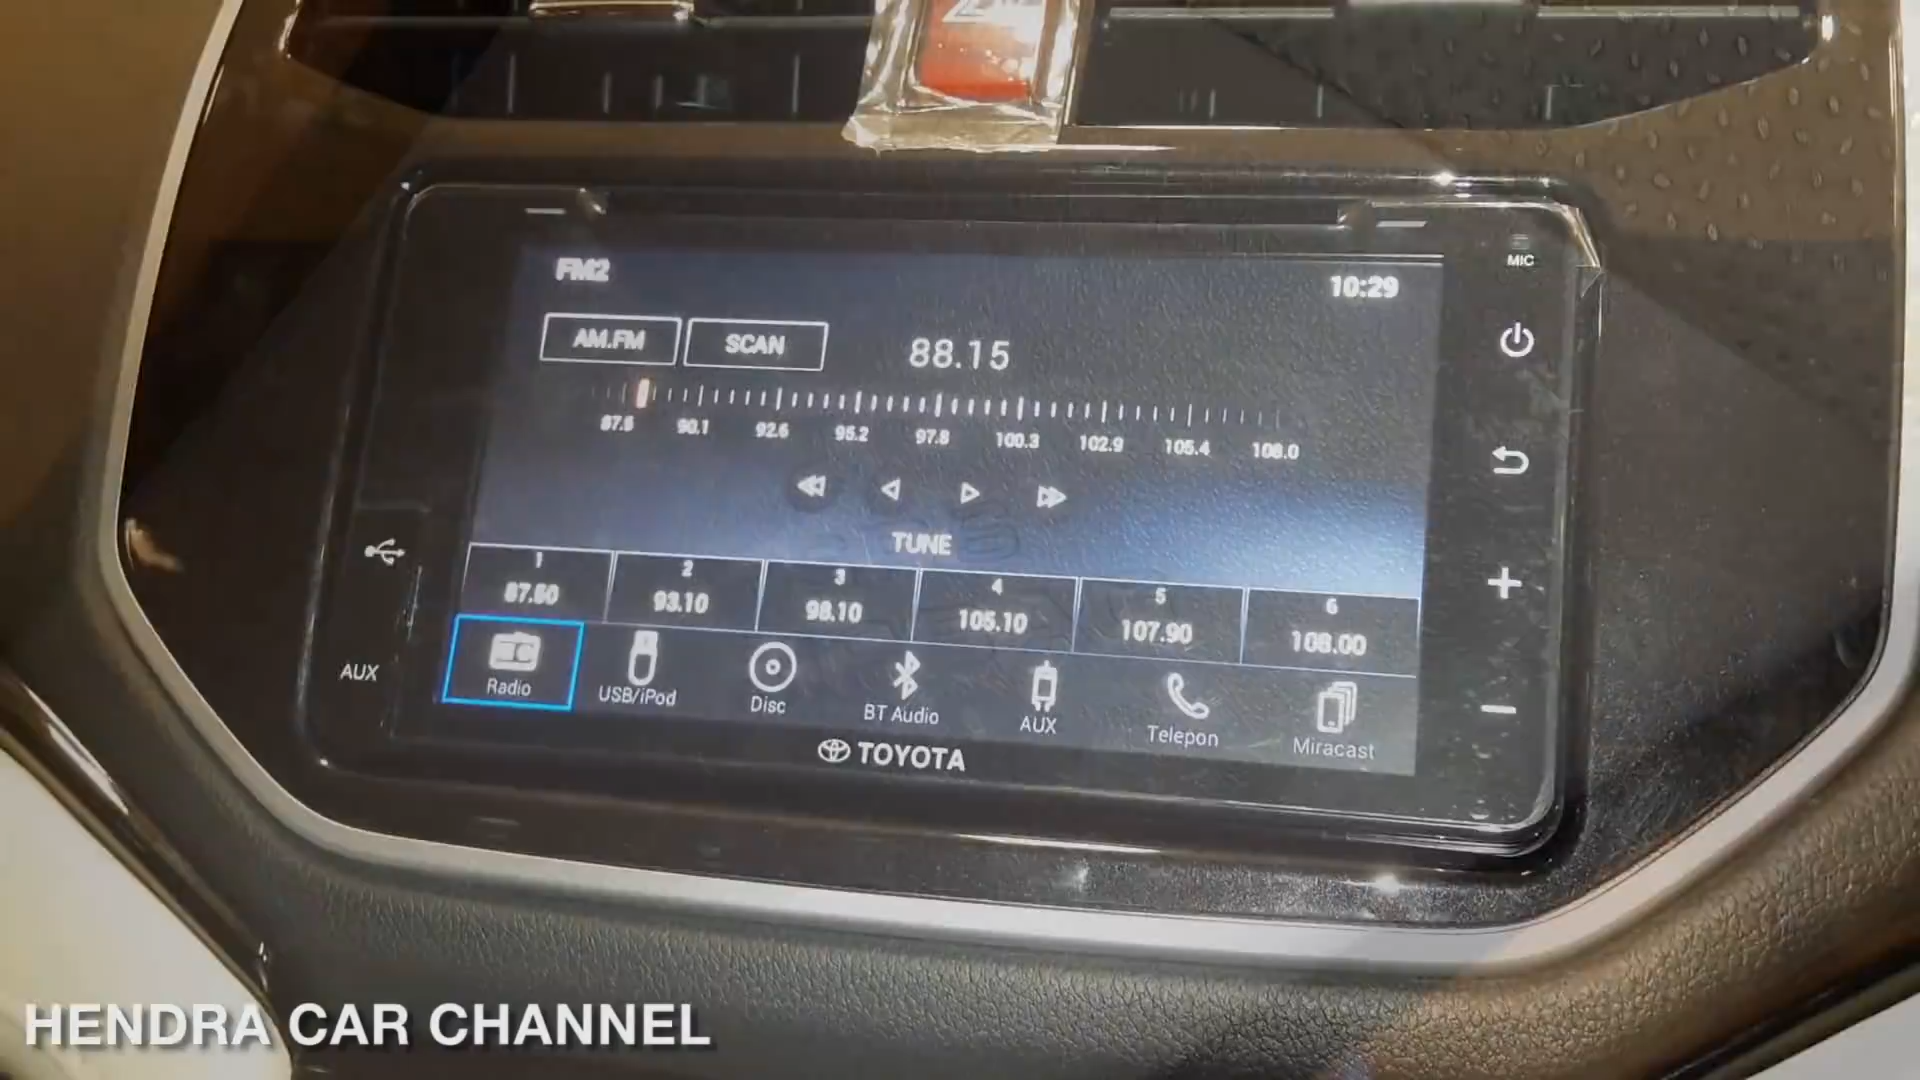 MIC
FM2 10:29
AM.FM SCAN 88.15
87.5 90.1 92.6 95.2 97.8 100.3 102.9 105.4 108.0
TUNE
1 2 3 4 5 6
87.50 93.10 98.10 105.10 107.90 108.00
Radio USB/iPod Disc BT Audio AUX Telepon Miracast
AUX
TOYOTA
HENDRA CAR CHANNEL